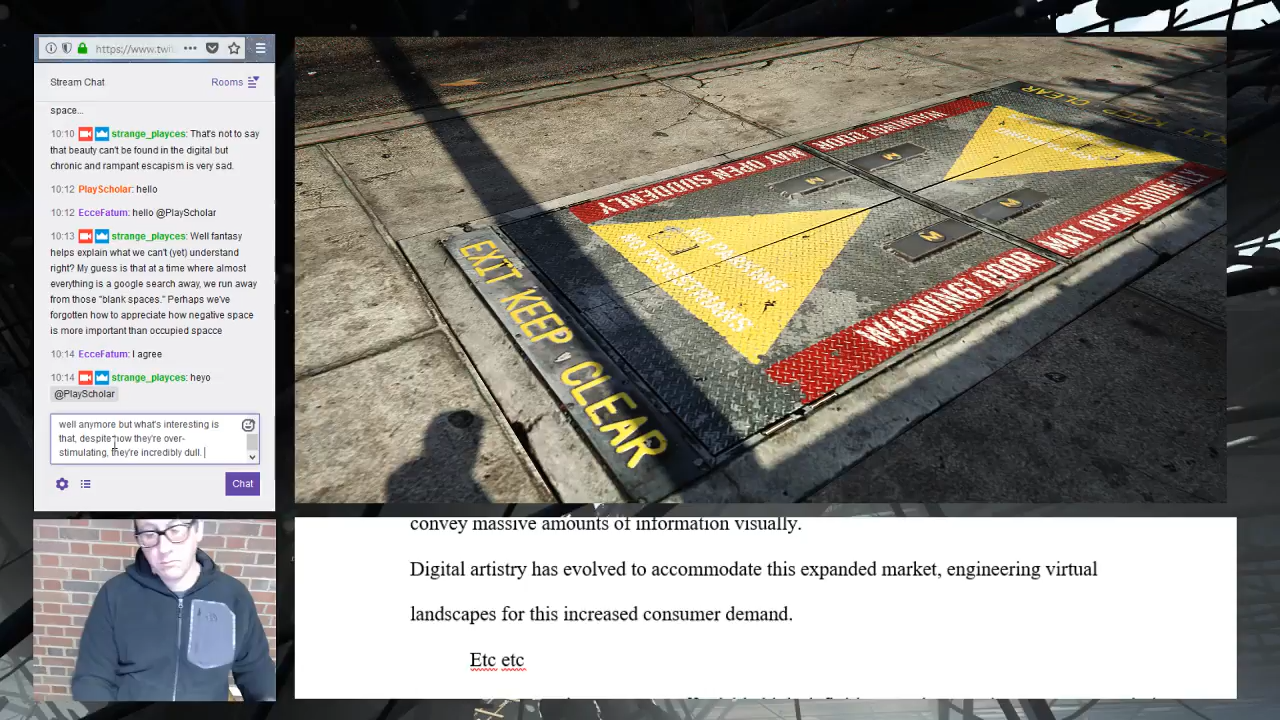 https://www.twi
Stream Chat
Rooms
space...
10:10 strange_playces: That's not to say
that beauty can't be found in the digital but
chronic and rampant escapism is very sad.
10:12 PlayScholar: hello
10:12 EcceFatum: hello @PlayScholar
10:13 strange_playces: Well fantasy
helps explain what we can't (yet) understand
right? My guess is that at a time where almost
everything is a google search away, we run away
from those "blank spaces." Perhaps we've
forgotten how to appreciate how negative space
is more important than occupied spacce
10:14 EcceFatum: I agree
10:14 strange_playces: heyo
@PlayScholar
well anymore but what's interesting is
that, despite how they're over-
stimulating, they're incredibly dull.
Chat
EXIT KEEP CLEAR
MAY OPEN SUDDENLY
WARNING! DOOR
NO PARKING
NO PEDESTRIANS
WARNING! DOOR
MAY OPEN SUDDENLY
EXIT KEEP CLEAR
convey massive amounts of information visually.
Digital artistry has evolved to accommodate this expanded market, engineering virtual
landscapes for this increased consumer demand.
Etc etc